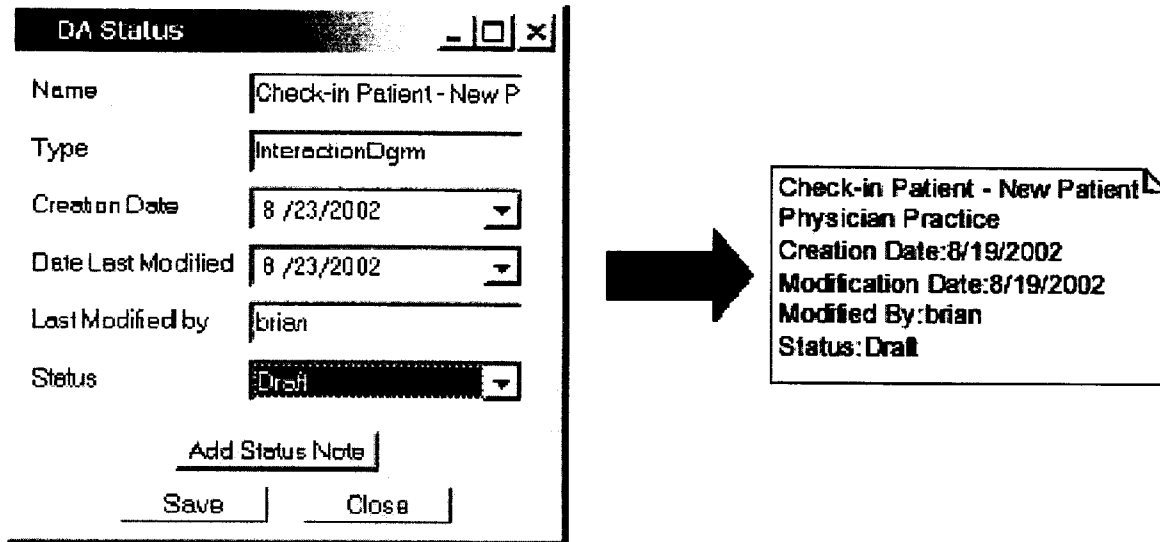 DA Status
Name Check-in Patient - New P
Type InteractionDgrm
Creation Date 8 /23/2002
Date Last Modified 8 /23/2002
Last Modified by brian
Status Draft
Add Status Note
Save Close
Check-in Patient - New Patient
Physician Practice
Creation Date:8/19/2002
Modification Date:8/19/2002
Modified By:brian
Status:Draft